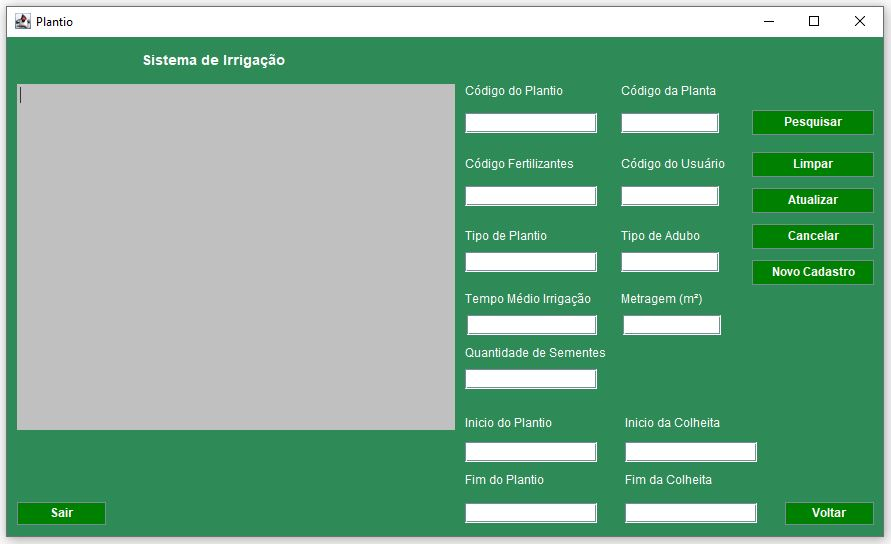 Plantio
Sistema de Irrigação
Código do Plantio
Código da Planta
Pesquisar
Código Fertilizantes
Código do Usuário
Limpar
Atualizar
Tipo de Plantio
Tipo de Adubo
Cancelar
Novo Cadastro
Tempo Médio Irrigação
Metragem (m²)
Quantidade de Sementes
Inicio do Plantio
Inicio da Colheita
Fim do Plantio
Fim da Colheita
Sair
Voltar